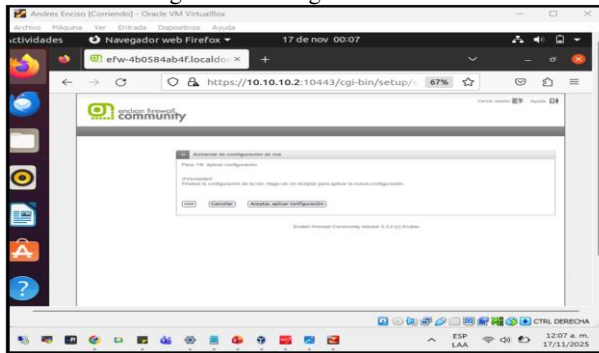 Andres Enciso [Corriendo] - Oracle VM VirtualBox
Archivo Máquina Ver Entrada Dispositivos Ayuda
ctividades Navegador web Firefox 17 de nov 00:07
efw-4b0584ab4f.localdo
https://10.10.10.2:10443/cgi-bin/setup/ 67%
Cerrar sesión Ayuda
endian firewall
community
Asistente de configuración de red
Paso 7/8: Aplicar configuración
¡Felicidades!
Finalizó la configuración de la red. Haga clic en Aceptar para aplicar la nueva configuración.
<<< Cancelar Aceptar, aplicar configuración
Endian Firewall Community release 3.3.2 (c) Endian
CTRL DERECHA
ESP
LAA
12:07 a. m.
17/11/2025